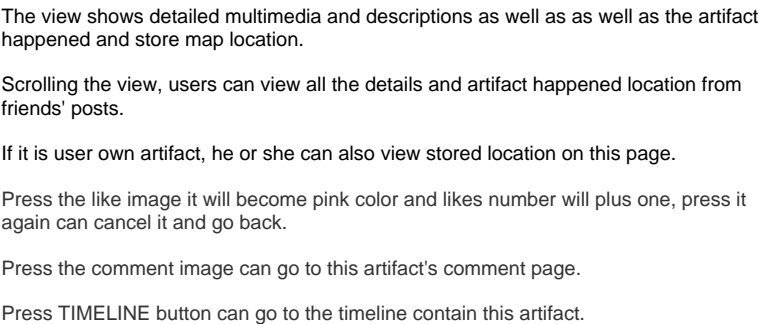 The view shows detailed multimedia and descriptions as well as as well as the artifact
happened and store map location.
Scrolling the view, users can view all the details and artifact happened location from
friends' posts.
If it is user own artifact, he or she can also view stored location on this page.
Press the like image it will become pink color and likes number will plus one, press it
again can cancel it and go back.
Press the comment image can go to this artifact's comment page.
Press TIMELINE button can go to the timeline contain this artifact.